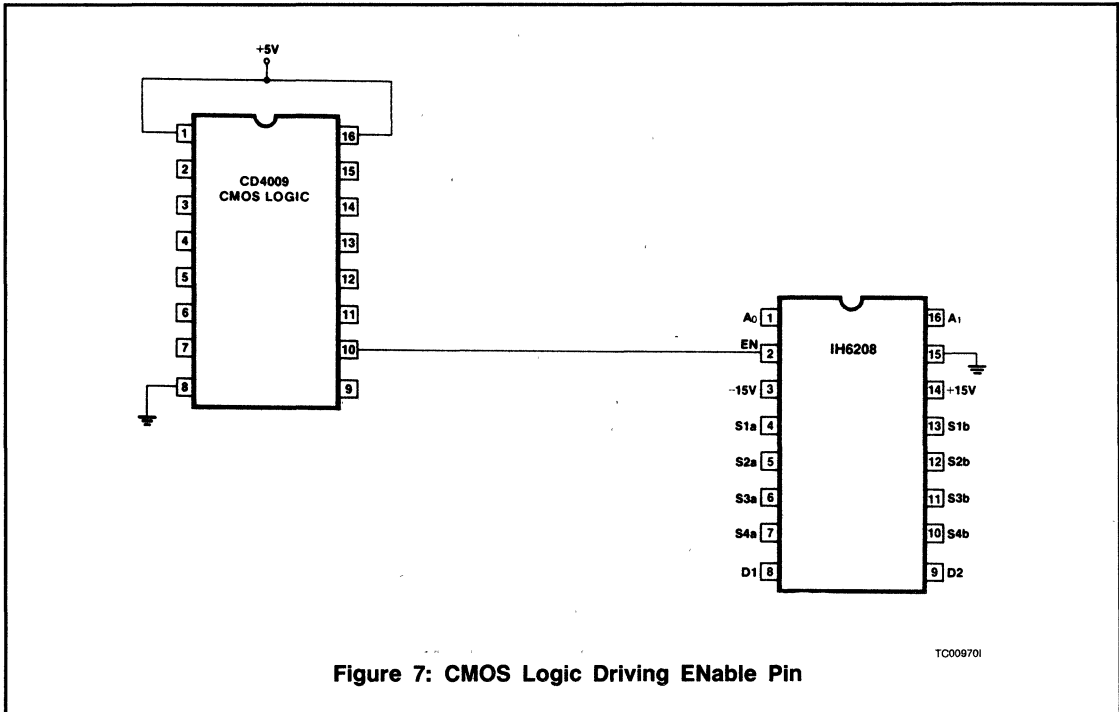 +5V
1 16
2 15
CD4009
CMOS LOGIC
3 14
4 13
5 12
6 11
7 10
8 9
A0 1 16 A1
EN 2 IH6208 15
-15V 3 14 +15V
S1a 4 13 S1b
S2a 5 12 S2b
S3a 6 11 S3b
S4a 7 10 S4b
D1 8 9 D2
TC00970I
Figure 7: CMOS Logic Driving ENable Pin